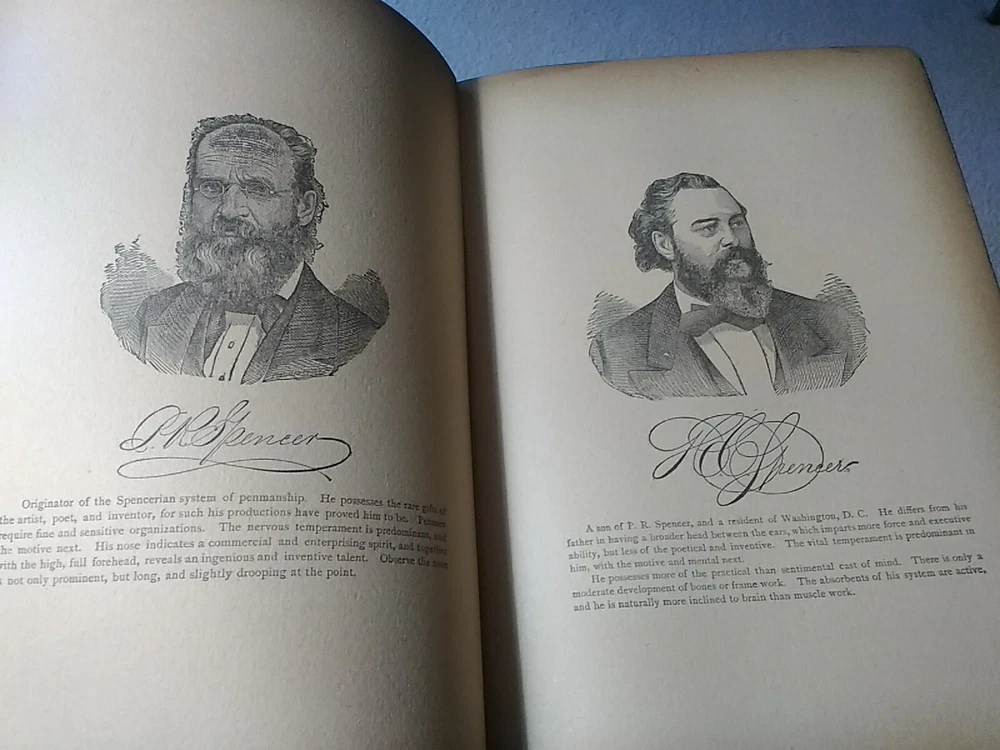 P. R. Spencer
Originator of the Spencerian system of penmanship. He possesses the rare gifts of
the artist, poet, and inventor, for such his productions have proved him to be.
require fine and sensitive organizations. The nervous temperament is predominant, and
the motive next. His nose indicates a commercial and enterprising spirit, and together
with the high, full forehead, reveals an ingenious and inventive talent. Observe the nose
is not only prominent, but long, and slightly drooping at the point.
Spencer
A son of P. R. Spencer, and a resident of Washington, D. C. He differs from his
father in having a broader head between the ears, which imparts more force and executive
ability, but less of the poetical and inventive. The vital temperament is predominant in
him, with the motive and mental next.
He possesses more of the practical than sentimental cast of mind. There is only a
moderate development of bones or frame work. The absorbents of his system are active,
and he is naturally more inclined to brain than muscle work.